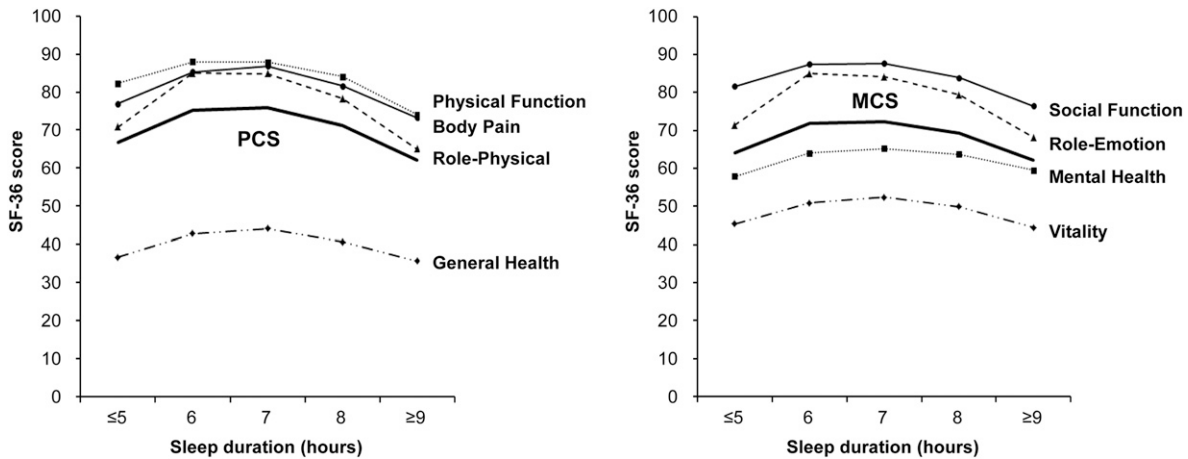 100
90
80
70
60
50
40
30
20
10
0
SF-36 score
PCS
Physical Function
Body Pain
Role-Physical
General Health
≤5 6 7 8 ≥9
Sleep duration (hours)
100
90
80
70
60
50
40
30
20
10
0
SF-36 score
MCS
Social Function
Role-Emotion
Mental Health
Vitality
≤5 6 7 8 ≥9
Sleep duration (hours)